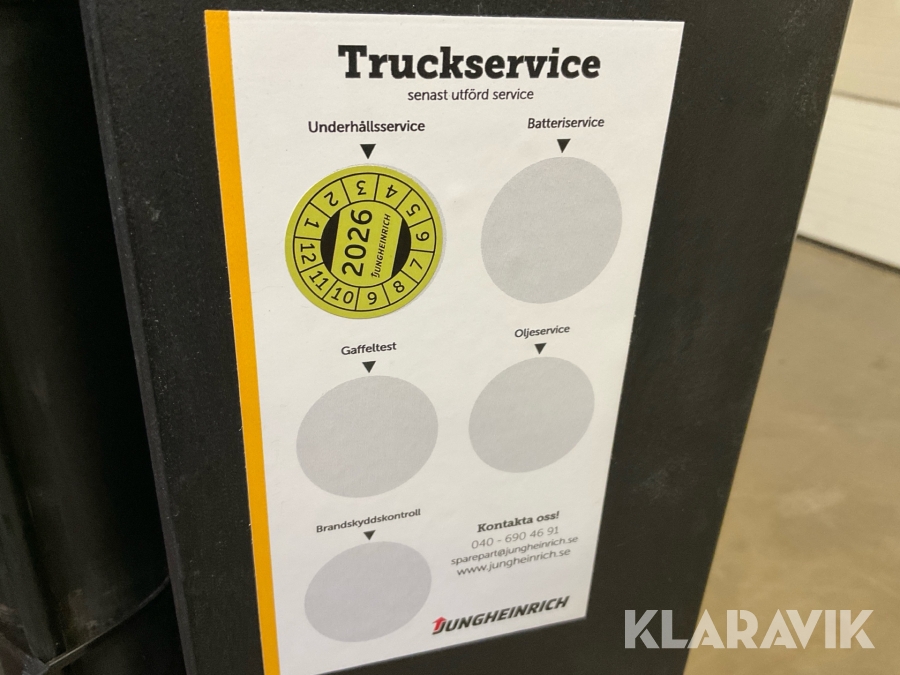 Truckservice
senast utförd service
Underhållsservice
Batteriservice
1 2 3 4 5 6 7 8 9 10 11 12
2026
JUNGHEINRICH
Gaffeltest
Oljeservice
Brandskyddskontroll
Kontakta oss!
040 - 690 46 91
sparepart@jungheinrich.se
www.jungheinrich.se
JUNGHEINRICH
KLARAVIK